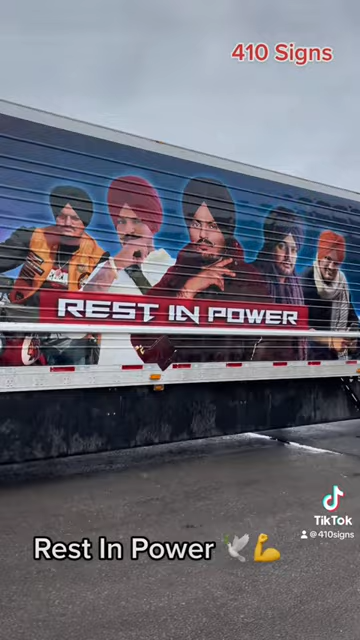 410 Signs
REST IN POWER
TikTok
@410signs
Rest In Power 🕊️💪